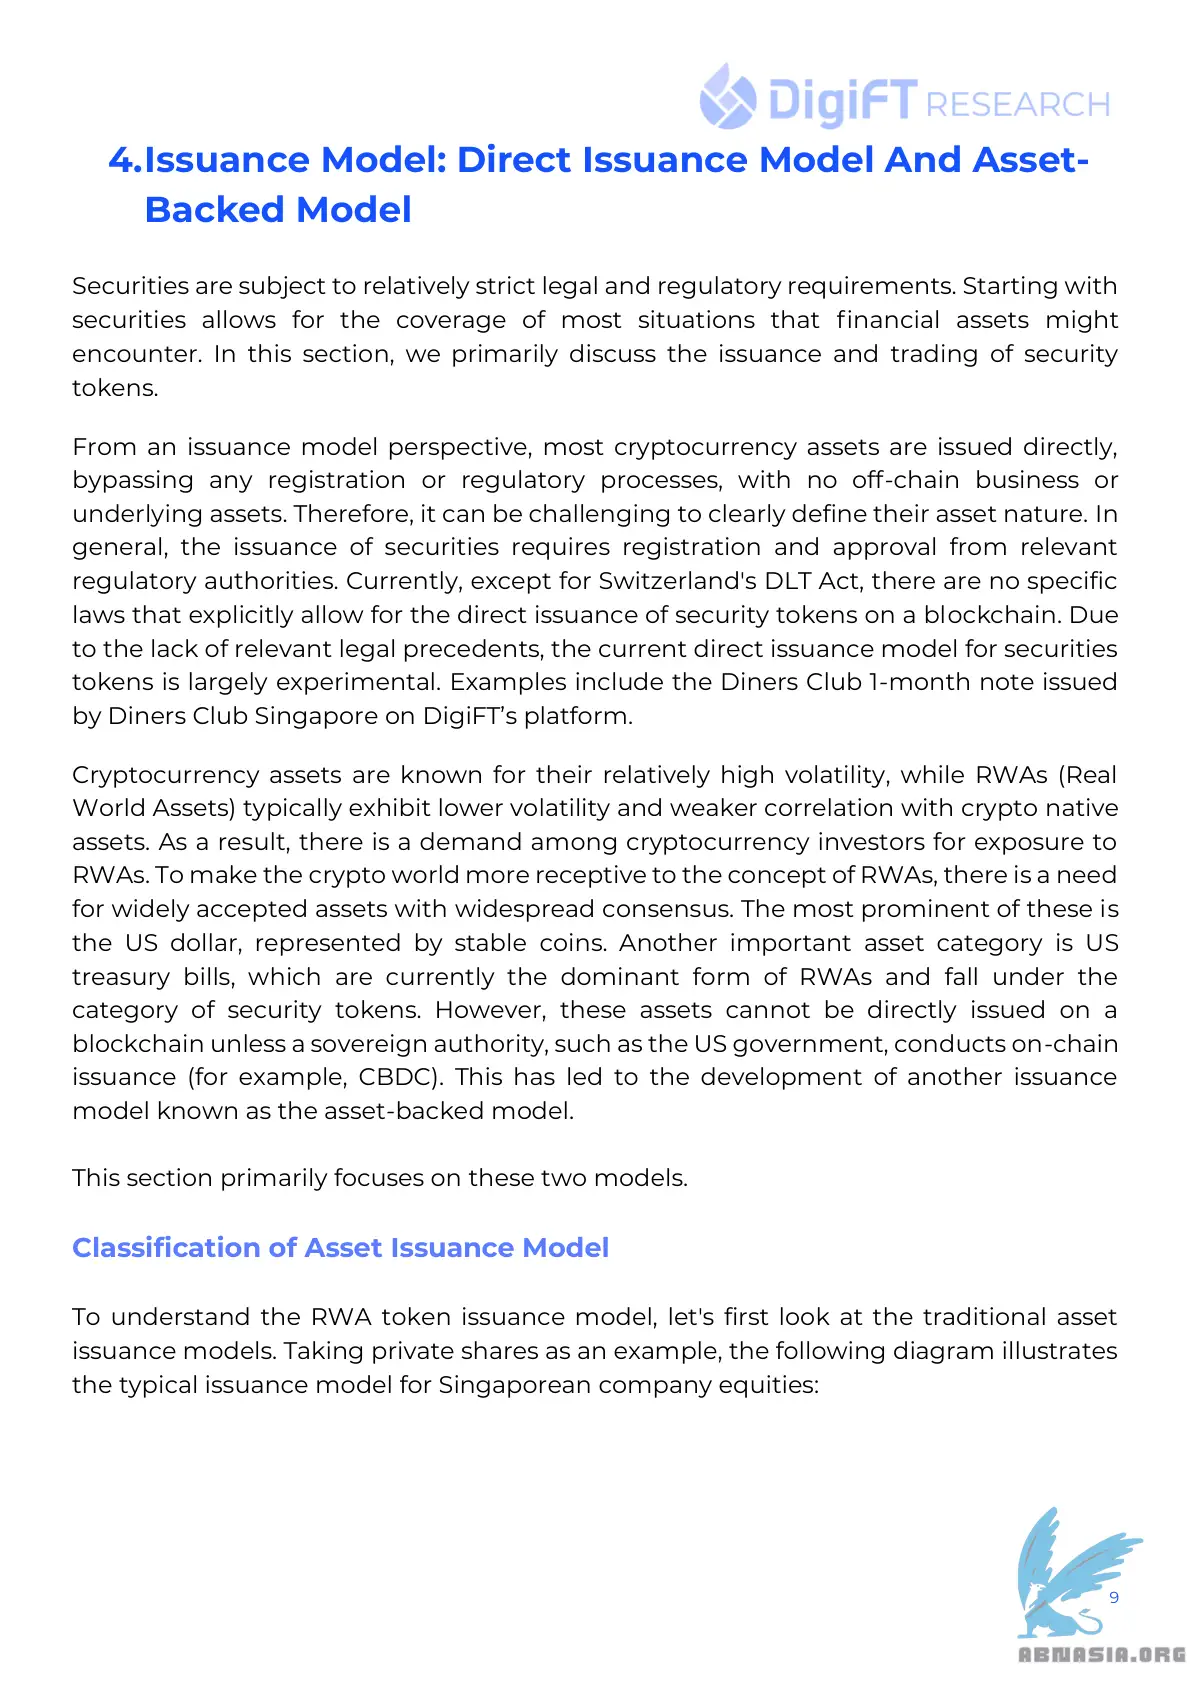 DigiFT RESEARCH
4.Issuance Model: Direct Issuance Model And Asset-
Backed Model
Securities are subject to relatively strict legal and regulatory requirements. Starting with
securities allows for the coverage of most situations that financial assets might
encounter. In this section, we primarily discuss the issuance and trading of security
tokens.
From an issuance model perspective, most cryptocurrency assets are issued directly,
bypassing any registration or regulatory processes, with no off-chain business or
underlying assets. Therefore, it can be challenging to clearly define their asset nature. In
general, the issuance of securities requires registration and approval from relevant
regulatory authorities. Currently, except for Switzerland's DLT Act, there are no specific
laws that explicitly allow for the direct issuance of security tokens on a blockchain. Due
to the lack of relevant legal precedents, the current direct issuance model for securities
tokens is largely experimental. Examples include the Diners Club 1-month note issued
by Diners Club Singapore on DigiFT’s platform.
Cryptocurrency assets are known for their relatively high volatility, while RWAs (Real
World Assets) typically exhibit lower volatility and weaker correlation with crypto native
assets. As a result, there is a demand among cryptocurrency investors for exposure to
RWAs. To make the crypto world more receptive to the concept of RWAs, there is a need
for widely accepted assets with widespread consensus. The most prominent of these is
the US dollar, represented by stable coins. Another important asset category is US
treasury bills, which are currently the dominant form of RWAs and fall under the
category of security tokens. However, these assets cannot be directly issued on a
blockchain unless a sovereign authority, such as the US government, conducts on-chain
issuance (for example, CBDC). This has led to the development of another issuance
model known as the asset-backed model.
This section primarily focuses on these two models.
Classification of Asset Issuance Model
To understand the RWA token issuance model, let's first look at the traditional asset
issuance models. Taking private shares as an example, the following diagram illustrates
the typical issuance model for Singaporean company equities:
9
ABNASIA.ORG